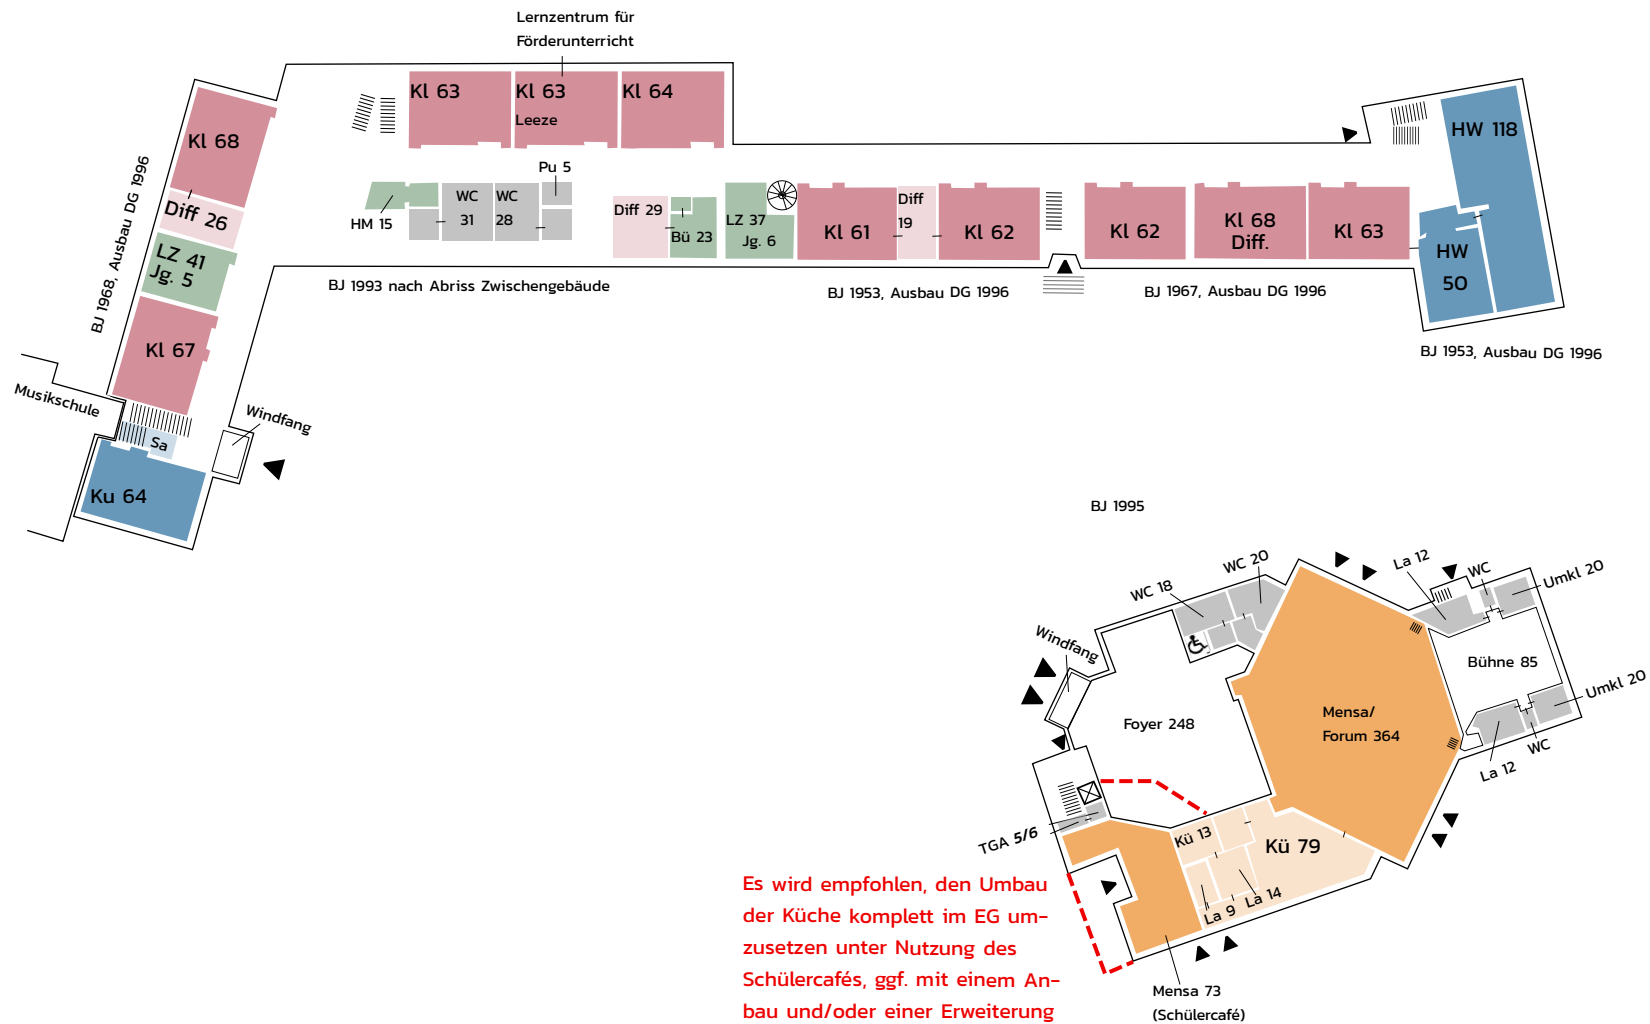 Lernzentrum für
Förderunterricht
Kl 63
Kl 63
Leeze
Kl 64
Kl 68
Diff 26
LZ 41
Jg. 5
Kl 67
BJ 1968, Ausbau DG 1996
Musikschule
Sa
Windfang
Ku 64
HM 15
WC
31
WC
28
Pu 5
Diff 29
Bü 23
LZ 37
Jg. 6
Kl 61
Diff
19
Kl 62
Kl 62
Kl 68
Diff.
Kl 63
HW 118
HW
50
BJ 1993 nach Abriss Zwischengebäude
BJ 1953, Ausbau DG 1996
BJ 1967, Ausbau DG 1996
BJ 1953, Ausbau DG 1996
BJ 1995
WC 18
WC 20
Windfang
Foyer 248
Mensa/
Forum 364
La 12
WC
Umkl 20
Bühne 85
Umkl 20
WC
La 12
TGA 5/6
Kü 13
Kü 79
La 9
La 14
Mensa 73
(Schülercafé)
Es wird empfohlen, den Umbau
der Küche komplett im EG um-
zusetzen unter Nutzung des
Schülercafés, ggf. mit einem An-
bau und/oder einer Erweiterung